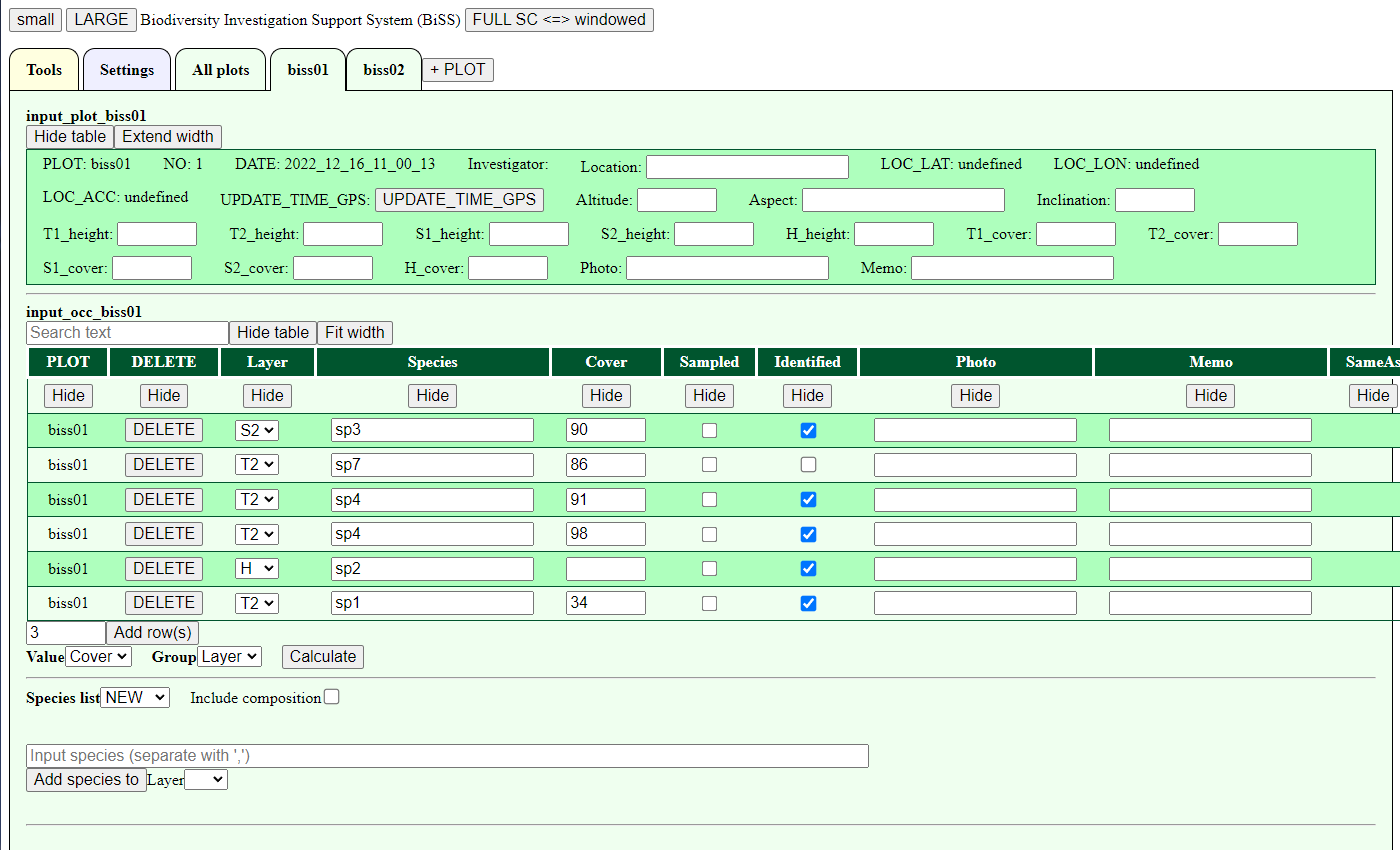 small LARGE Biodiversity Investigation Support System (BiSS) FULL SC <=> windowed
Tools Settings All plots biss01 biss02 + PLOT
input_plot_biss01
Hide table Extend width
PLOT: biss01 NO: 1 DATE: 2022_12_16_11_00_13 Investigator: Location: LOC_LAT: undefined LOC_LON: undefined
LOC_ACC: undefined UPDATE_TIME_GPS: UPDATE_TIME_GPS Altitude: Aspect: Inclination:
T1_height: T2_height: S1_height: S2_height: H_height: T1_cover: T2_cover:
S1_cover: S2_cover: H_cover: Photo: Memo:
input_occ_biss01
Search text Hide table Fit width
PLOT DELETE Layer Species Cover Sampled Identified Photo Memo SameAs
Hide Hide Hide Hide Hide Hide Hide Hide Hide Hide
biss01 DELETE S2 sp3 90
biss01 DELETE T2 sp7 86
biss01 DELETE T2 sp4 91
biss01 DELETE T2 sp4 98
biss01 DELETE H sp2
biss01 DELETE T2 sp1 34
3 Add row(s)
Value Cover Group Layer Calculate
Species list NEW Include composition
Input species (separate with ',')
Add species to Layer